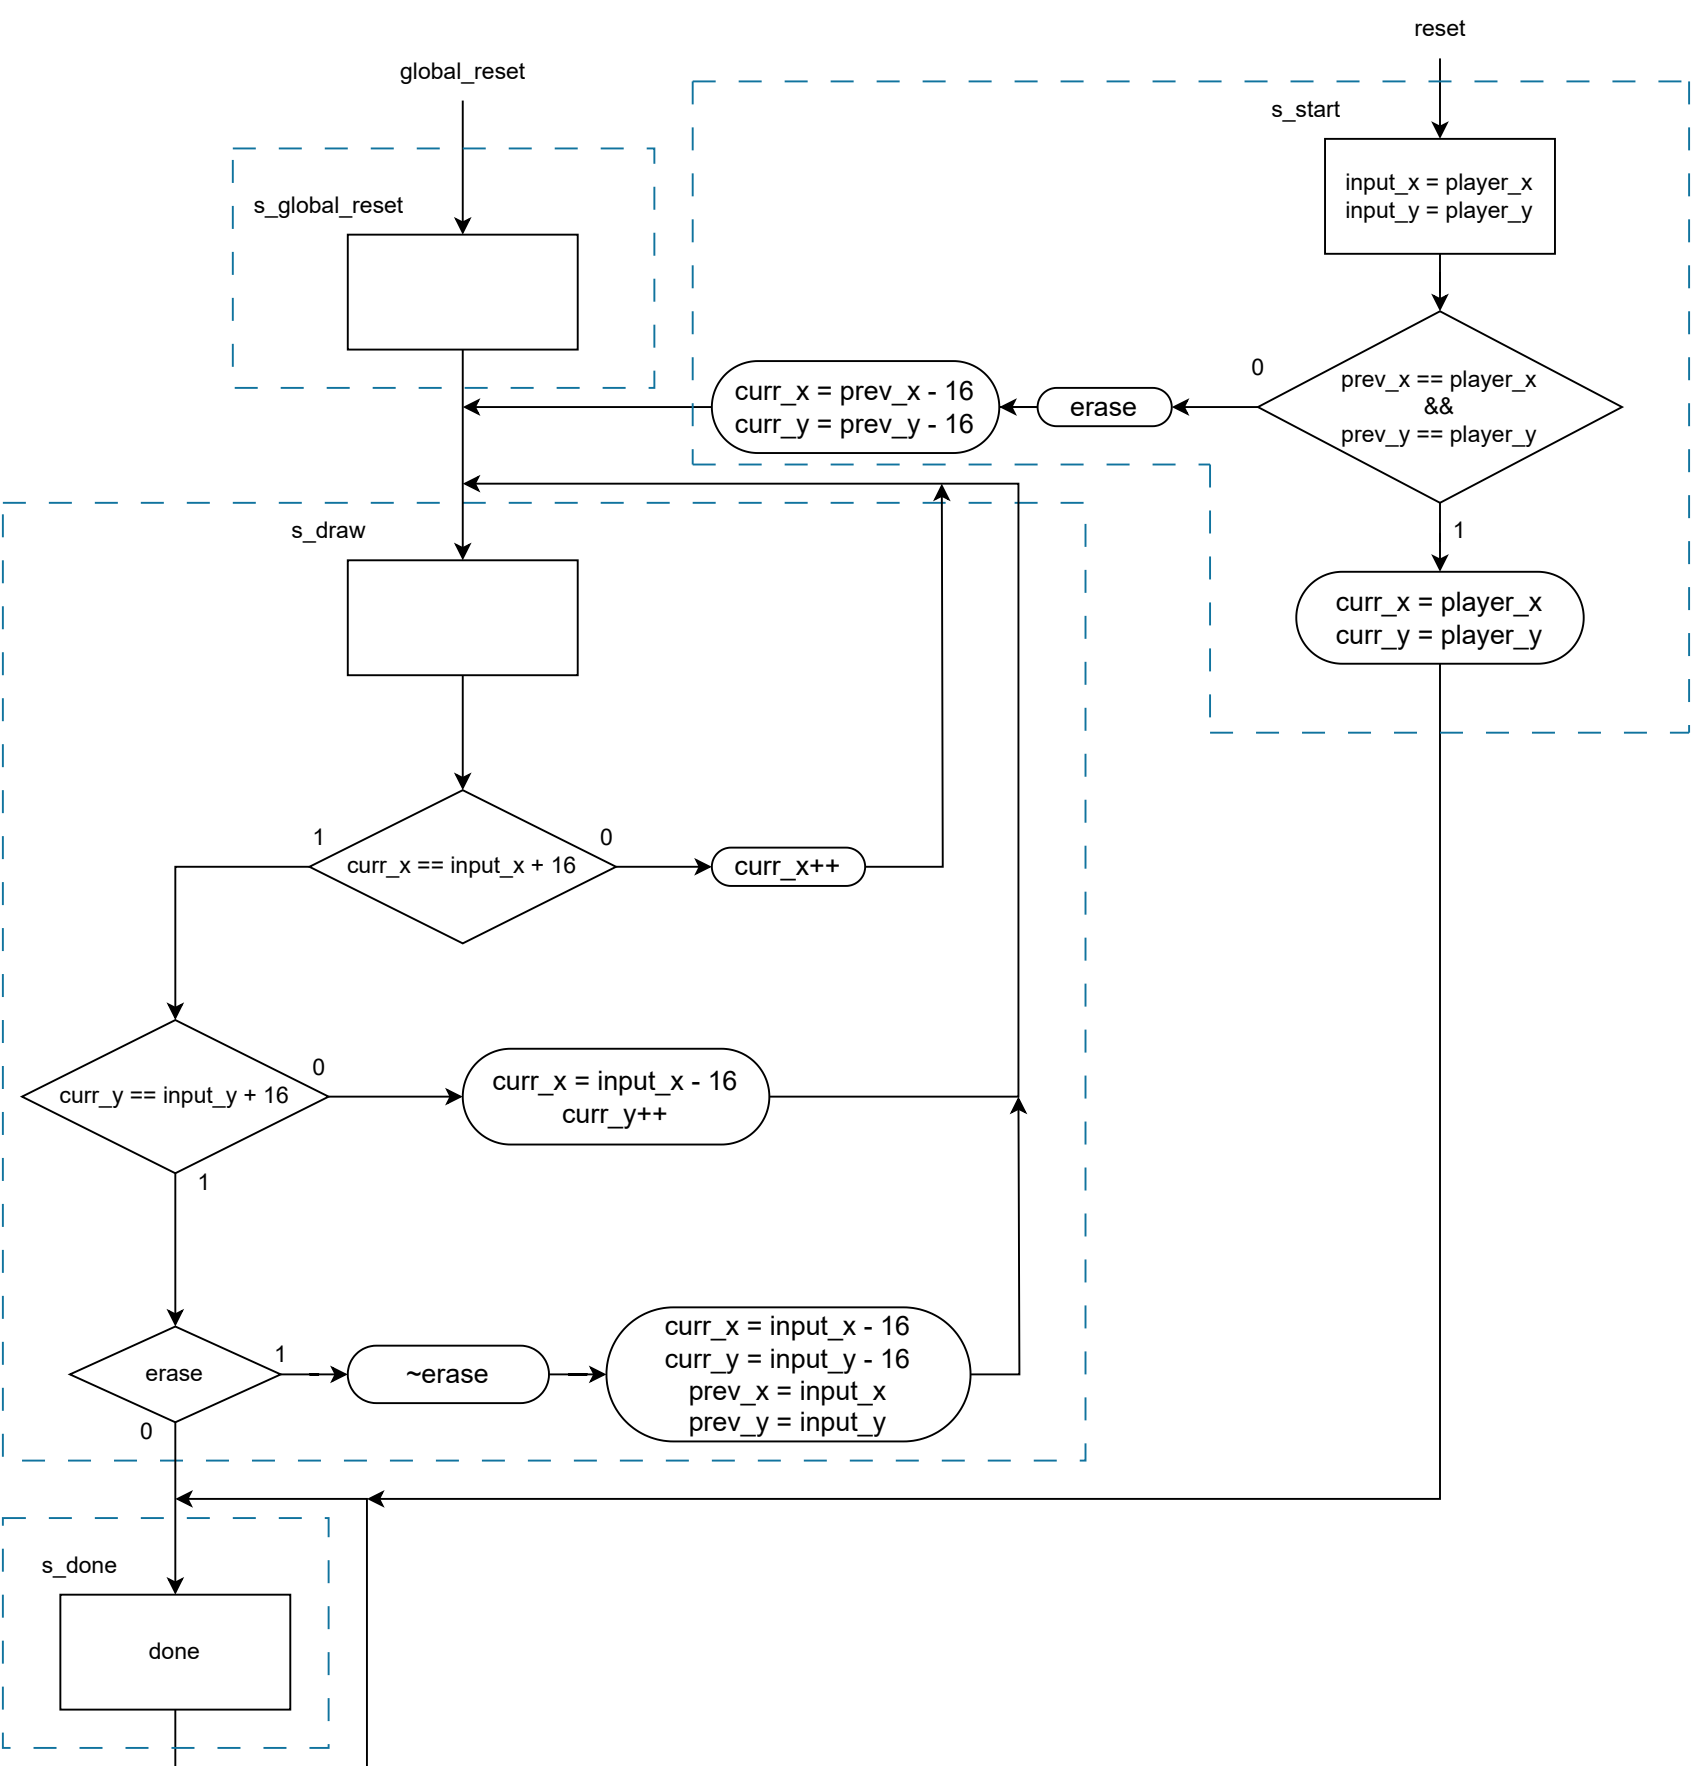 reset
global_reset
s_start
input_x = player_x
input_y = player_y
s_global_reset
0
prev_x == player_x
&&
prev_y == player_y
erase
curr_x = prev_x - 16
curr_y = prev_y - 16
1
curr_x = player_x
curr_y = player_y
s_draw
1
0
curr_x == input_x + 16
curr_x++
0
curr_y == input_y + 16
curr_x = input_x - 16
curr_y++
1
erase
1
~erase
curr_x = input_x - 16
curr_y = input_y - 16
prev_x = input_x
prev_y = input_y
0
s_done
done